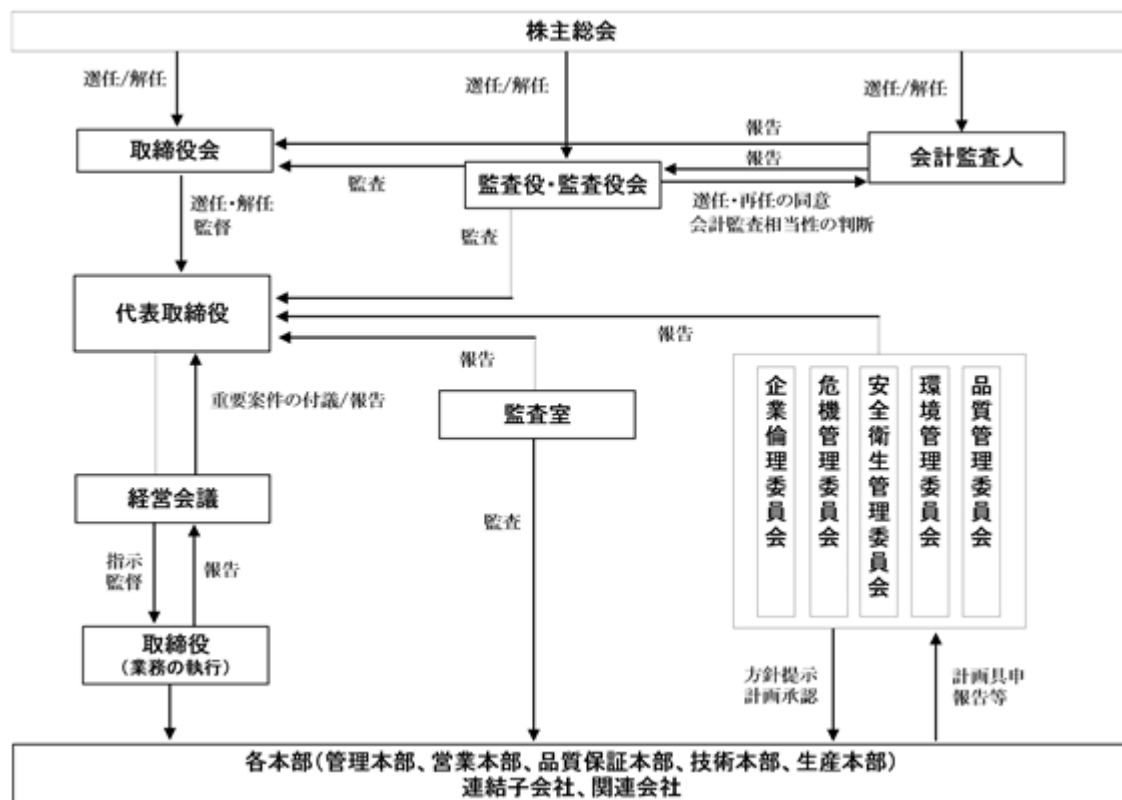 株主総会
選任/解任
選任/解任
選任/解任
取締役会
報告
報告
会計監査人
監査
監査役・監査役会
選任・再任の同意
会計監査相当性の判断
選任・解任
監督
監査
代表取締役
報告
報告
重要案件の付議/報告
監査室
企業倫理委員会
危機管理委員会
安全衛生管理委員会
環境管理委員会
品質管理委員会
経営会議
監査
指示
監督
報告
取締役
(業務の執行)
方針提示
計画承認
計画具申
報告等
各本部(管理本部、営業本部、品質保証本部、技術本部、生産本部)
連結子会社、関連会社